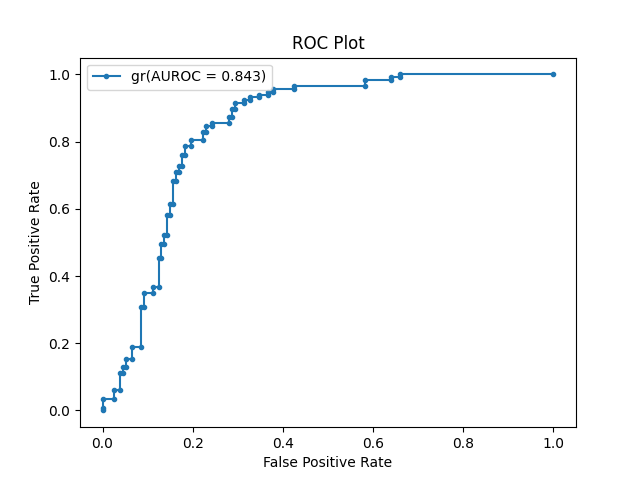 ROC Plot
gr(AUROC = 0.843)
True Positive Rate
1.0
0.8
0.6
0.4
0.2
0.0
0.0 0.2 0.4 0.6 0.8 1.0
False Positive Rate